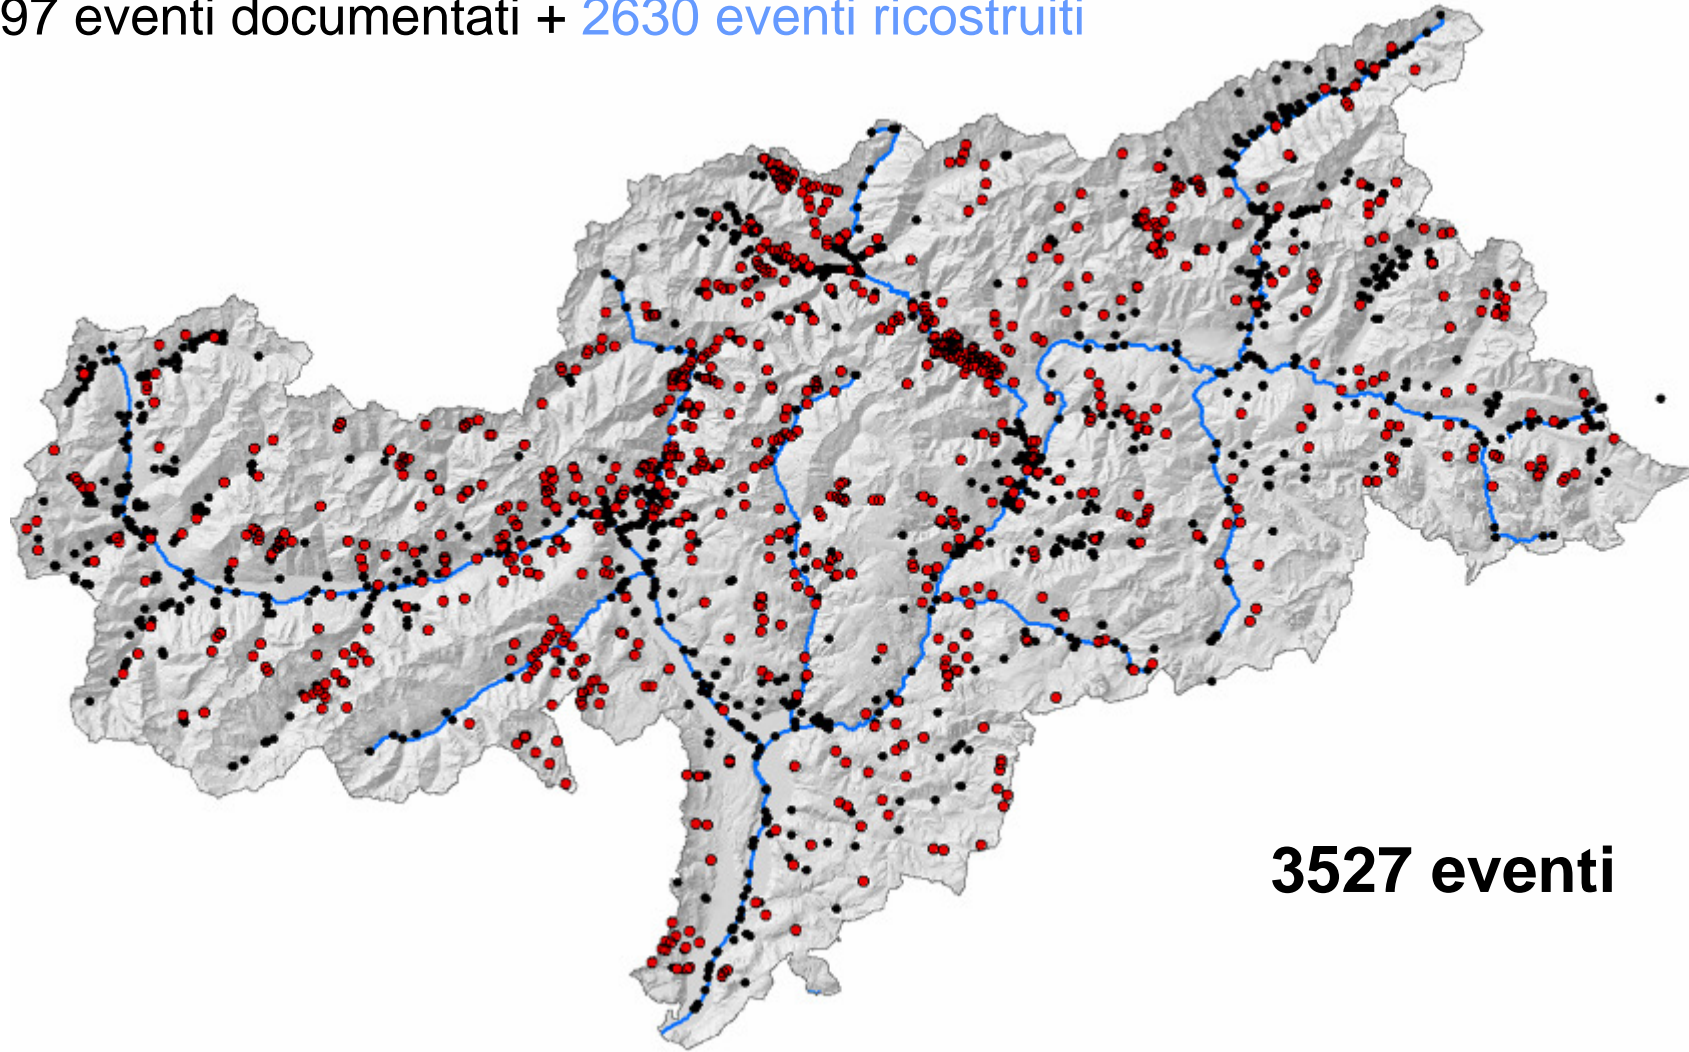 97 eventi documentati + 2630 eventi ricostruiti
3527 eventi